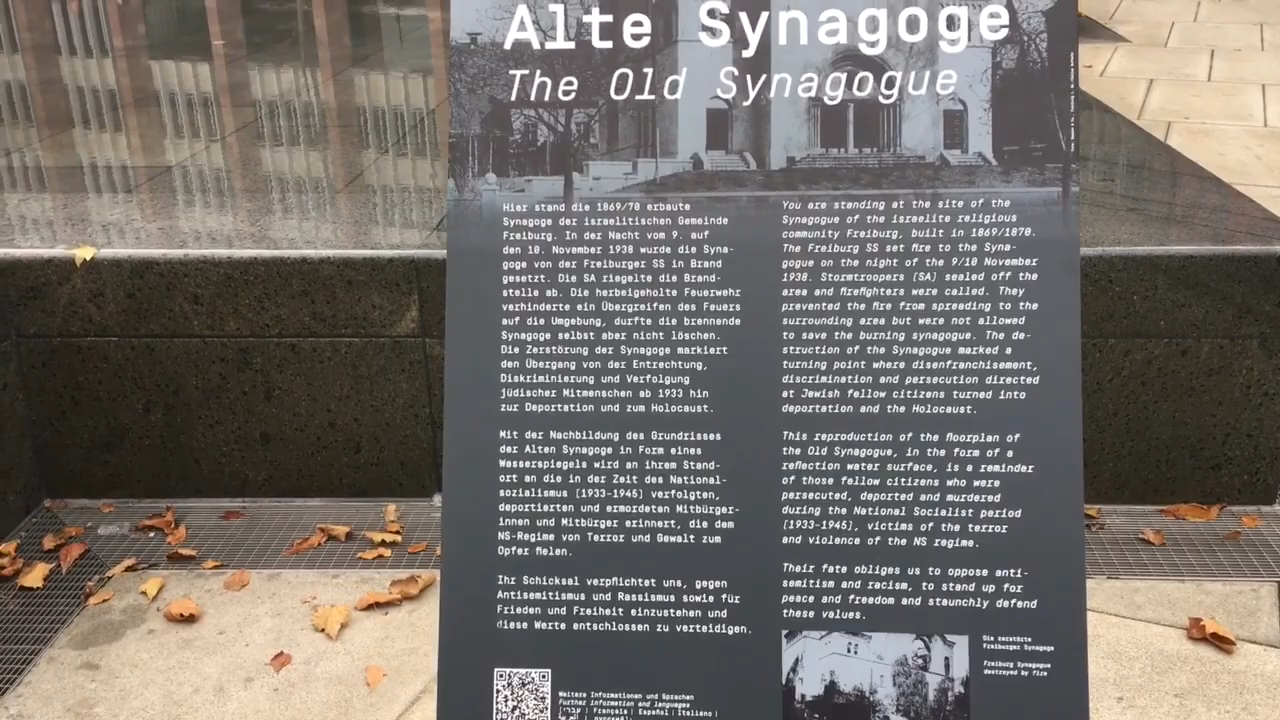 Alte Synagoge
The Old Synagogue
Hier stand die 1869/70 erbaute
Synagoge der israelitischen Gemeinde
Freiburg. In der Nacht vom 9. auf
den 10. November 1938 wurde die Syna-
goge von der Freiburger SS in Brand
gesetzt. Die SA riegelte die Brand-
stelle ab. Die herbeigeholte Feuerwehr
verhinderte ein Übergreifen des Feuers
auf die Umgebung, durfte die brennende
Synagoge selbst aber nicht löschen.
Die Zerstörung der Synagoge markiert
den Übergang von der Entrechtung,
Diskriminierung und Verfolgung
jüdischer Mitmenschen ab 1933 hin
zur Deportation und zum Holocaust.
Mit der Nachbildung des Grundrisses
der Alten Synagoge in Form eines
Wasserspiegels wird an ihrem Stand-
ort an die in der Zeit des National-
sozialismus [1933-1945] verfolgten,
deportierten und ermordeten Mitbürger-
innen und Mitbürger erinnert, die dem
NS-Regime von Terror und Gewalt zum
Opfer fielen.
Ihr Schicksal verpflichtet uns, gegen
Antisemitismus und Rassismus sowie für
Frieden und Freiheit einzustehen und
diese Werte entschlossen zu verteidigen.
You are standing at the site of the
Synagogue of the israelite religious
community Freiburg, built in 1869/1870.
The Freiburg SS set fire to the Syna-
gogue on the night of the 9/10 November
1938. Stormtroopers [SA] sealed off the
area and firefighters were called. They
prevented the fire from spreading to the
surrounding area but were not allowed
to save the burning synagogue. The de-
struction of the Synagogue marked a
turning point where disenfranchisement,
discrimination and persecution directed
at Jewish fellow citizens turned into
deportation and the Holocaust.
This reproduction of the floorplan of
the Old Synagogue, in the form of a
reflection water surface, is a reminder
of those fellow citizens who were
persecuted, deported and murdered
during the National Socialist period
[1933-1945], victims of the terror
and violence of the NS regime.
Their fate obliges us to oppose anti-
semitism and racism, to stand up for
peace and freedom and staunchly defend
these values.
Die zerstörte
Freiburger Synagoge
Freiburg Synagogue
destroyed by fire
Weitere Informationen und Sprachen
Further information and languages
עברית | Français | Español | Italiano |